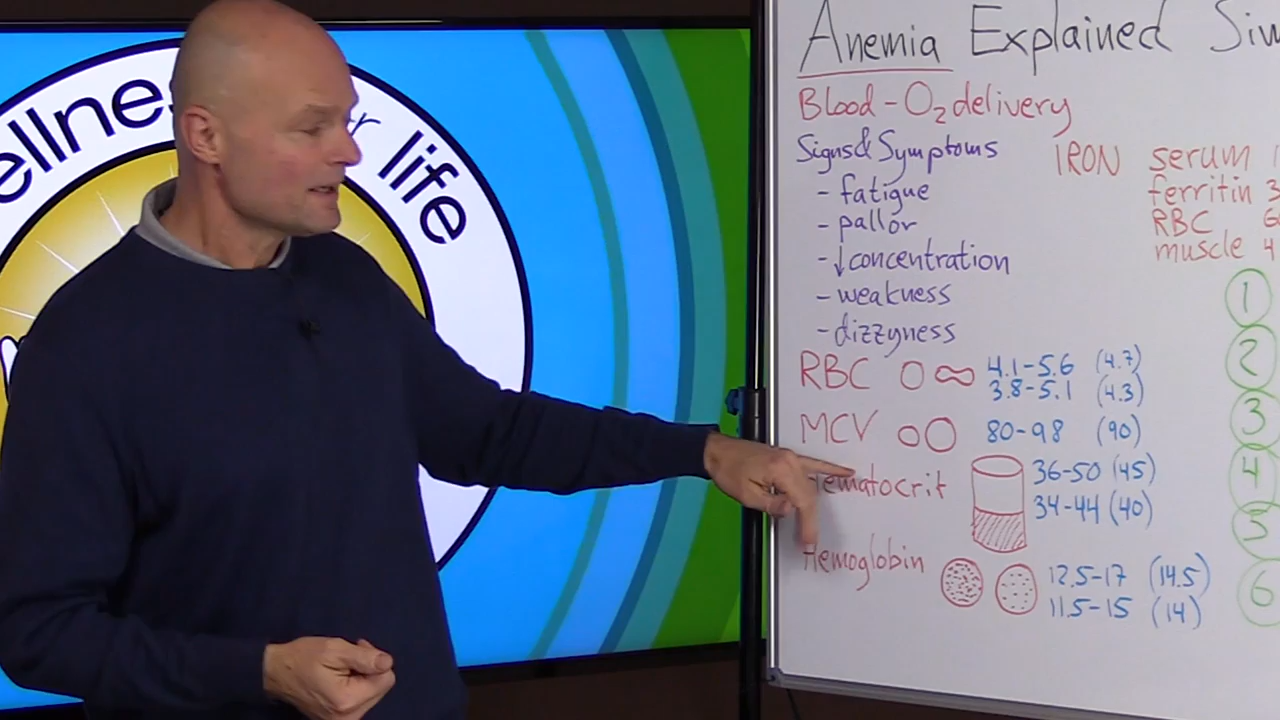 Anemia Explained
Blood - O2 delivery
Signs & Symptoms
- fatigue
- pallor
- ↓concentration
- weakness
- dizzyness
IRON serum
ferritin 3
RBC 6
muscle 4
RBC 4.1-5.6 (4.7)
3.8-5.1 (4.3)
MCV 80-98 (90)
Hematocrit 36-50 (45)
34-44 (40)
Hemoglobin 12.5-17 (14.5)
11.5-15 (14)
1
2
3
4
5
6
life